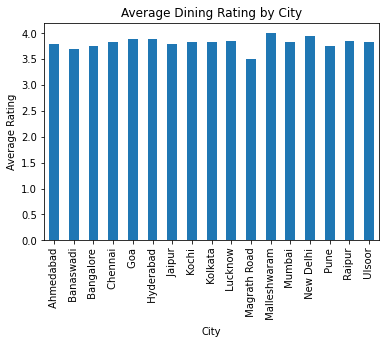 Average Dining Rating by City
Average Rating
4.0
3.5
3.0
2.5
2.0
1.5
1.0
0.5
0.0
Ahmedabad
Banaswadi
Bangalore
Chennai
Goa
Hyderabad
Jaipur
Kochi
Kolkata
Lucknow
Magrath Road
Malleshwaram
Mumbai
New Delhi
Pune
Raipur
Ulsoor
City